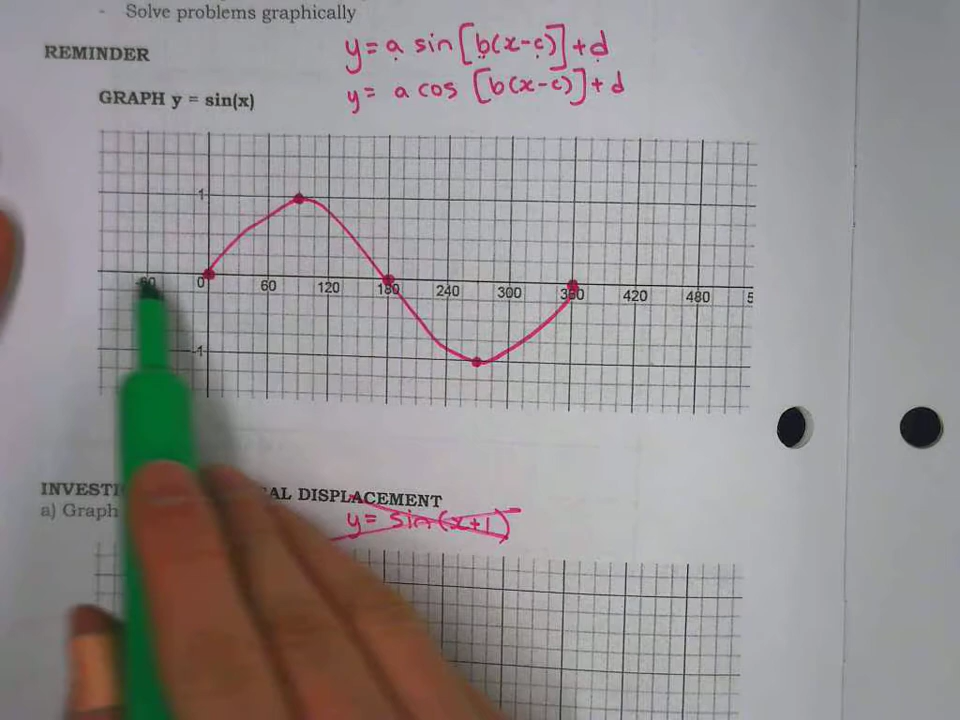 - Solve problems graphically
REMINDER
y = a sin[b(x-c)]+d
y = a cos [b(x-c)]+d
GRAPH y = sin(x)
1
-60 0 60 120 180 240 300 360 420 480 5
-1
INVESTI AL DISPLACEMENT
a) Graph
y = sin(x+1)